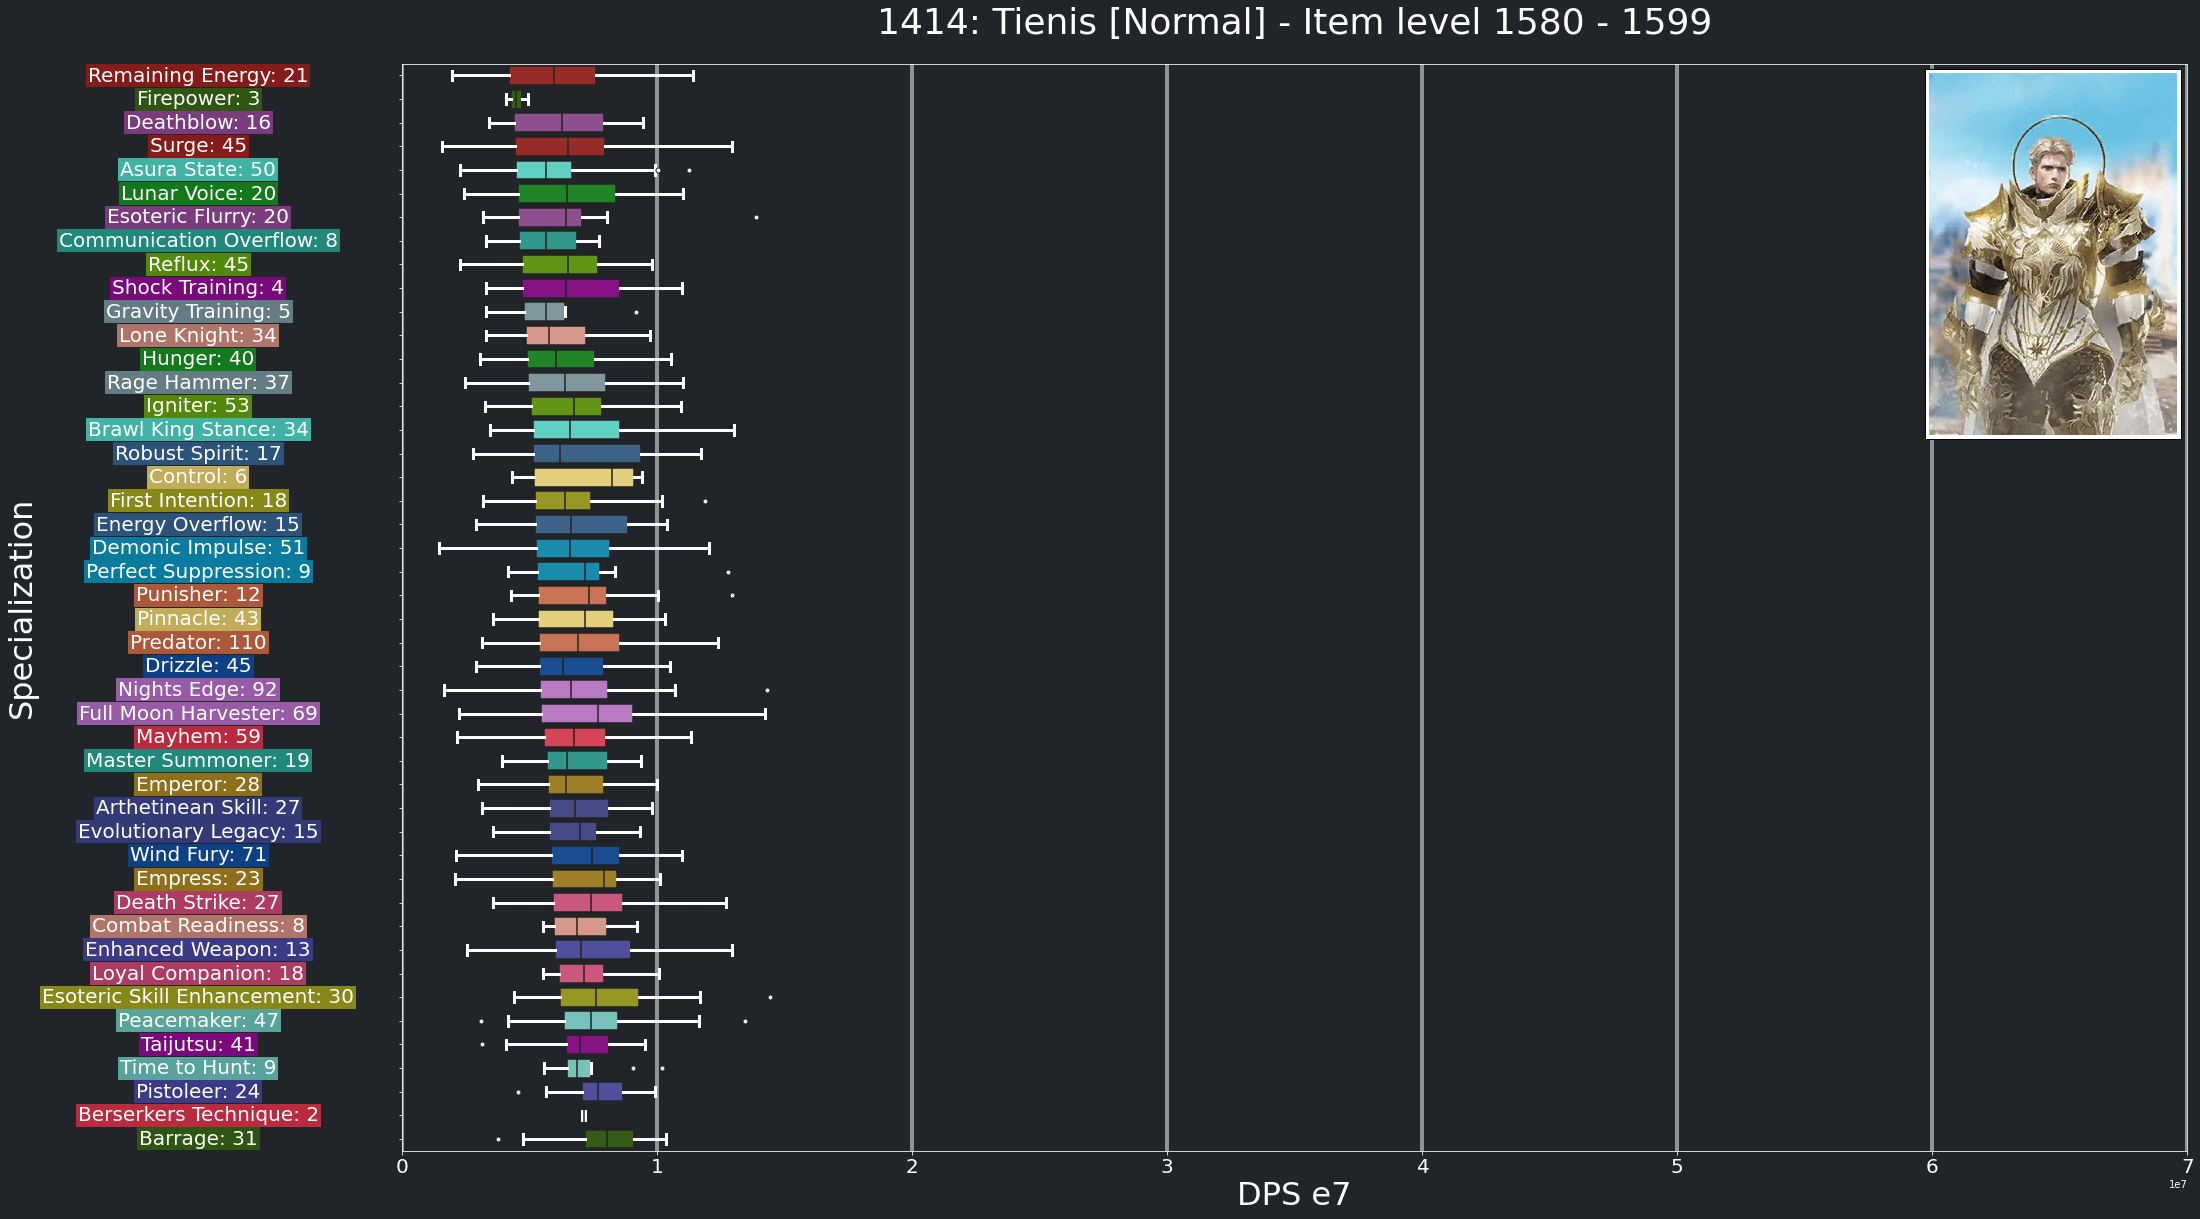 1414: Tienis [Normal] - Item level 1580 - 1599
Specialization
Remaining Energy: 21
Firepower: 3
Deathblow: 16
Surge: 45
Asura State: 50
Lunar Voice: 20
Esoteric Flurry: 20
Communication Overflow: 8
Reflux: 45
Shock Training: 4
Gravity Training: 5
Lone Knight: 34
Hunger: 40
Rage Hammer: 37
Igniter: 53
Brawl King Stance: 34
Robust Spirit: 17
Control: 6
First Intention: 18
Energy Overflow: 15
Demonic Impulse: 51
Perfect Suppression: 9
Punisher: 12
Pinnacle: 43
Predator: 110
Drizzle: 45
Nights Edge: 92
Full Moon Harvester: 69
Mayhem: 59
Master Summoner: 19
Emperor: 28
Arthetinean Skill: 27
Evolutionary Legacy: 15
Wind Fury: 71
Empress: 23
Death Strike: 27
Combat Readiness: 8
Enhanced Weapon: 13
Loyal Companion: 18
Esoteric Skill Enhancement: 30
Peacemaker: 47
Taijutsu: 41
Time to Hunt: 9
Pistoleer: 24
Berserkers Technique: 2
Barrage: 31
0 1 2 3 4 5 6 7
1e7
DPS e7